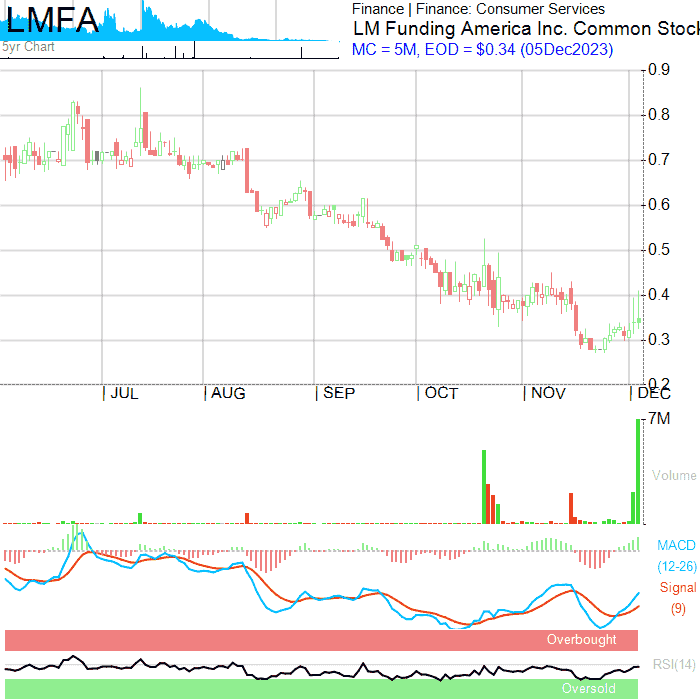 LMFA
5yr Chart
Finance | Finance: Consumer Services
LM Funding America Inc. Common Stock
MC = 5M, EOD = $0.34 (05Dec2023)
0.9
0.8
0.7
0.6
0.5
0.4
0.3
0.2
JUL AUG SEP OCT NOV DEC
7M
Volume
MACD
(12-26)
Signal
(9)
Overbought
RSI(14)
Oversold